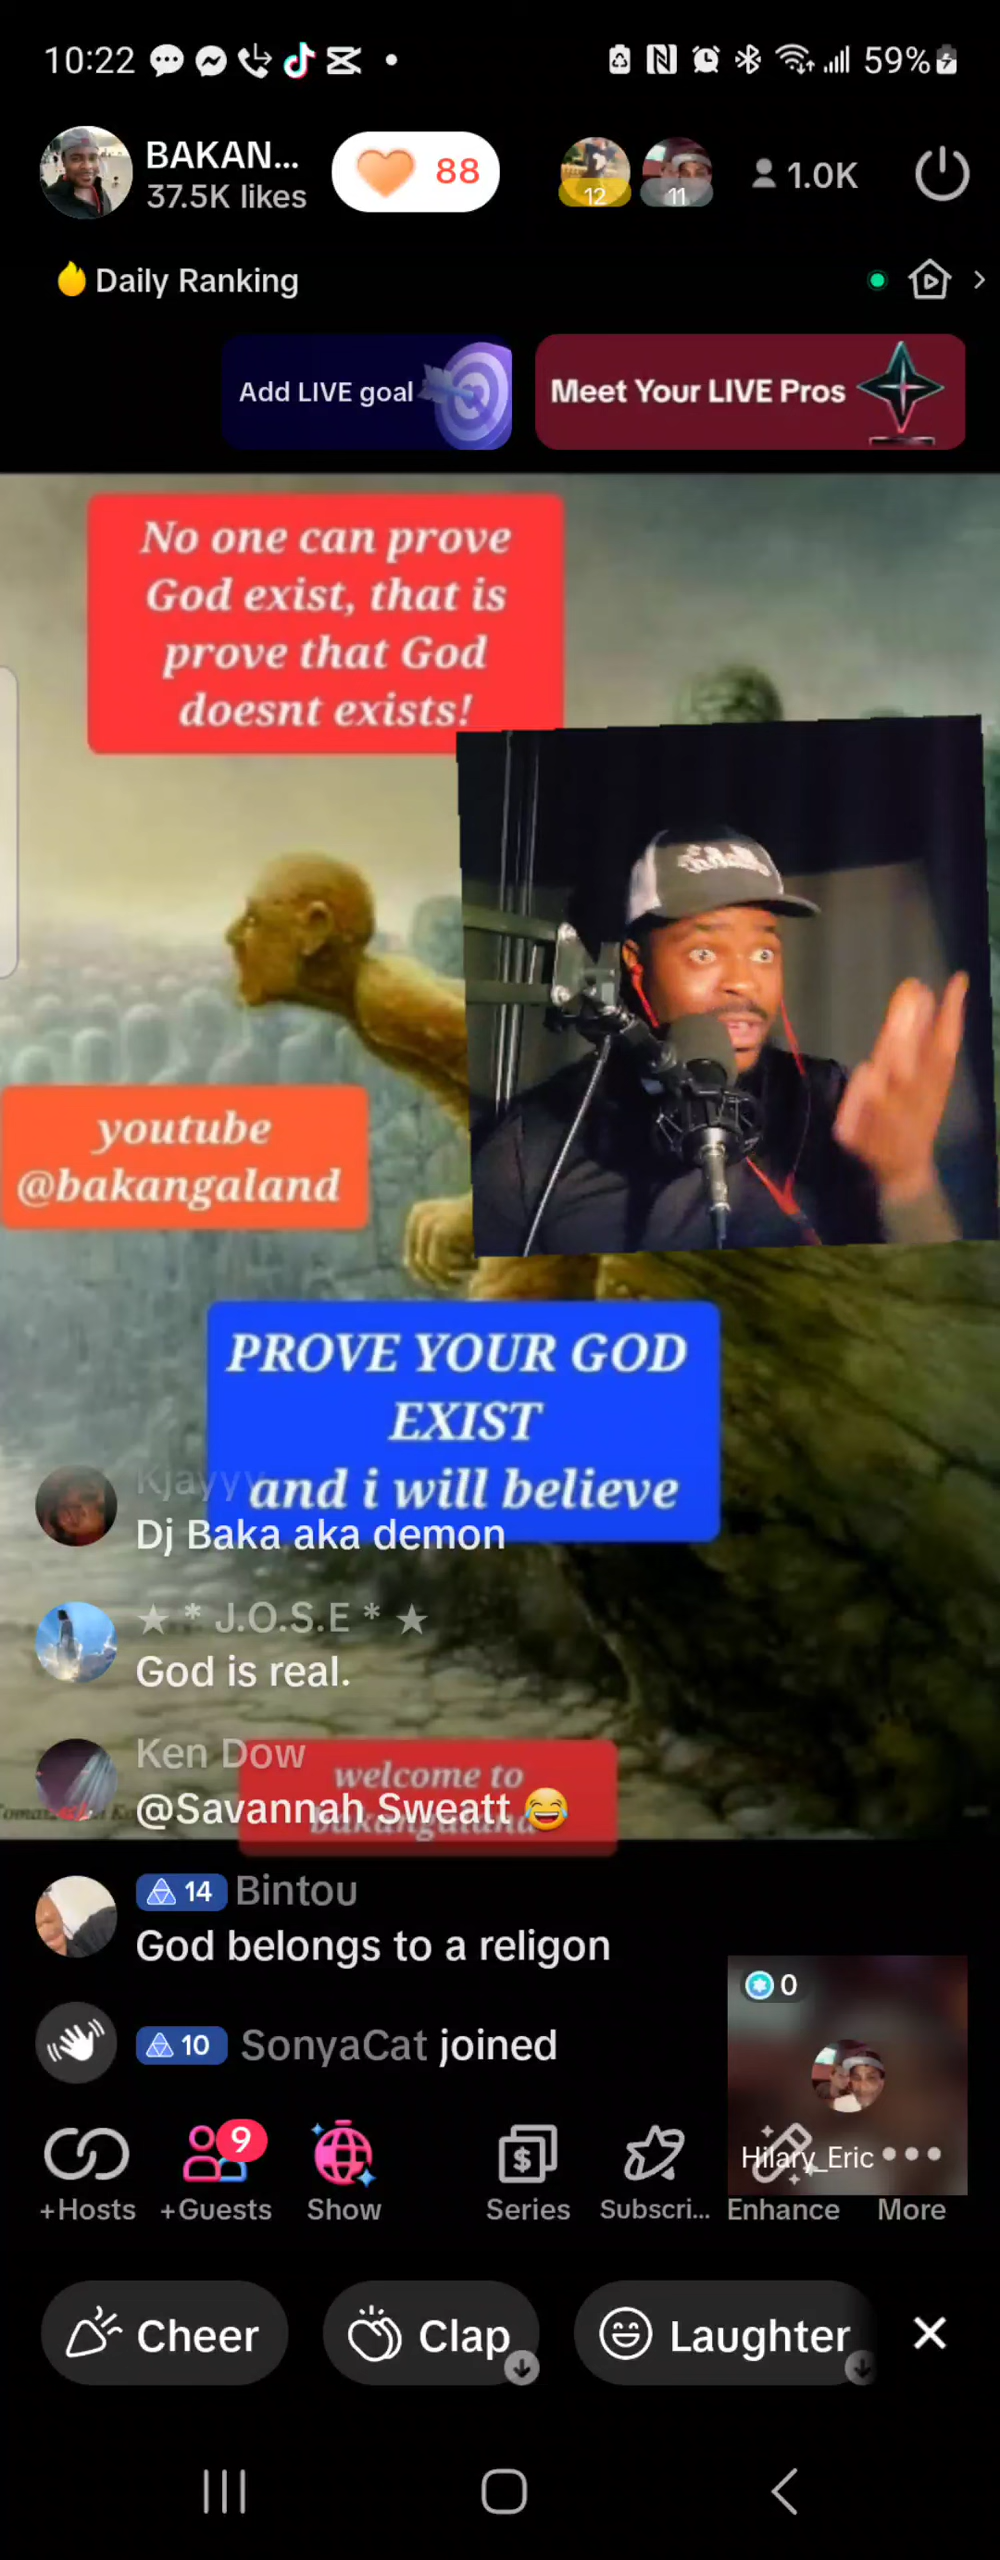 10:22
59%
BAKAN...
37.5K likes
88
12
11
1.0K
Daily Ranking
Add LIVE goal
Meet Your LIVE Pros
No one can prove
God exist, that is
prove that God
doesnt exists!
youtube
@bakangaland
PROVE YOUR GOD
EXIST
and i will believe
Kjayyy
Dj Baka aka demon
★ * J.O.S.E * ★
God is real.
Ken Dow
welcome to
@Savannah Sweatt 😂
bakangaland
14 Bintou
God belongs to a religon
0
10 SonyaCat joined
9
Hilary_Eric
+Hosts
+Guests
Show
Series
Subscri...
Enhance
More
Cheer
Clap
Laughter